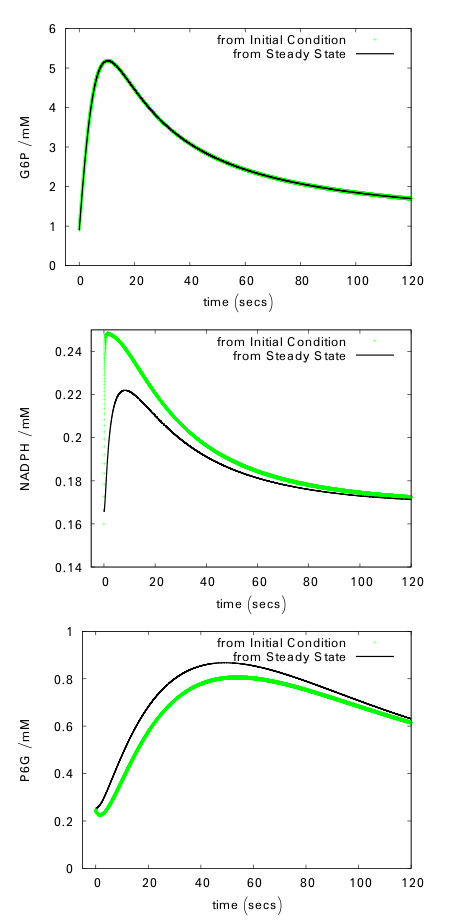 6
from Initial Condition
from Steady State
5
4
G6P /mM
3
2
1
0
0 20 40 60 80 100 120
time (secs)
from Initial Condition
0.24
from Steady State
0.22
NADPH /mM
0.2
0.18
0.16
0.14
0 20 40 60 80 100 120
time (secs)
1
from Initial Condition
from Steady State
0.8
P6G /mM
0.6
0.4
0.2
0
0 20 40 60 80 100 120
time (secs)